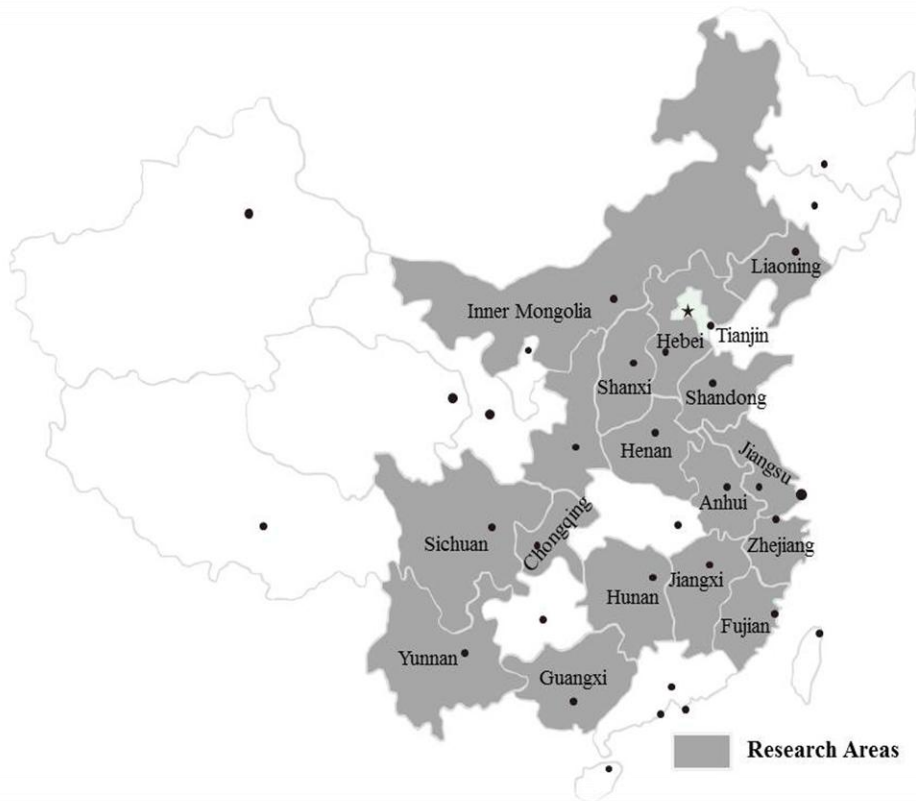 Liaoning
Inner Mongolia
Tianjin
Hebei
Shanxi
Shandong
Henan
Jiangsu
Anhui
Chongqing
Sichuan
Zhejiang
Jiangxi
Hunan
Fujian
Yunnan
Guangxi
Research Areas